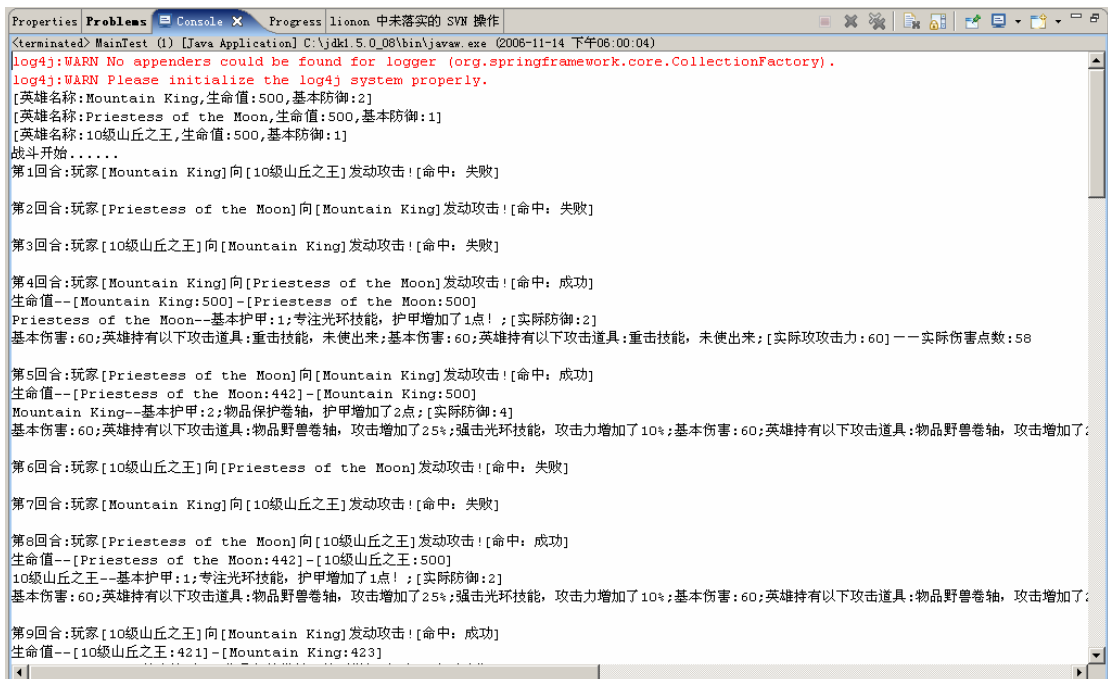 Properties Problems Console Progress lionon 中未落实的 SVN 操作
<terminated> MainTest (1) [Java Application] C:\jdk1.5.0_08\bin\javaw.exe (2006-11-14 下午06:00:04)
log4j:WARN No appenders could be found for logger (org.springframework.core.CollectionFactory).
log4j:WARN Please initialize the log4j system properly.
[英雄名称:Mountain King,生命值:500,基本防御:2]
[英雄名称:Priestess of the Moon,生命值:500,基本防御:1]
[英雄名称:10级山丘之王,生命值:500,基本防御:1]
战斗开始......
第1回合:玩家[Mountain King]向[10级山丘之王]发动攻击![命中: 失败]
第2回合:玩家[Priestess of the Moon]向[Mountain King]发动攻击![命中: 失败]
第3回合:玩家[10级山丘之王]向[Mountain King]发动攻击![命中: 失败]
第4回合:玩家[Mountain King]向[Priestess of the Moon]发动攻击![命中: 成功]
生命值--[Mountain King:500]-[Priestess of the Moon:500]
Priestess of the Moon--基本护甲:1;专注光环技能, 护甲增加了1点! ;[实际防御:2]
基本伤害:60;英雄持有以下攻击道具:重击技能, 未使出来;基本伤害:60;英雄持有以下攻击道具:重击技能, 未使出来;[实际攻攻击力:60]——实际伤害点数:58
第5回合:玩家[Priestess of the Moon]向[Mountain King]发动攻击![命中: 成功]
生命值--[Priestess of the Moon:442]-[Mountain King:500]
Mountain King--基本护甲:2;物品保护卷轴, 护甲增加了2点;[实际防御:4]
基本伤害:60;英雄持有以下攻击道具:物品野兽卷轴, 攻击增加了25%;强击光环技能, 攻击力增加了10%;基本伤害:60;英雄持有以下攻击道具:物品野兽卷轴, 攻击增加了2
第6回合:玩家[10级山丘之王]向[Priestess of the Moon]发动攻击![命中: 失败]
第7回合:玩家[Mountain King]向[10级山丘之王]发动攻击![命中: 失败]
第8回合:玩家[Priestess of the Moon]向[10级山丘之王]发动攻击![命中: 成功]
生命值--[Priestess of the Moon:442]-[10级山丘之王:500]
10级山丘之王--基本护甲:1;专注光环技能, 护甲增加了1点! ;[实际防御:2]
基本伤害:60;英雄持有以下攻击道具:物品野兽卷轴, 攻击增加了25%;强击光环技能, 攻击力增加了10%;基本伤害:60;英雄持有以下攻击道具:物品野兽卷轴, 攻击增加了2
第9回合:玩家[10级山丘之王]向[Mountain King]发动攻击![命中: 成功]
生命值--[10级山丘之王:421]-[Mountain King:423]